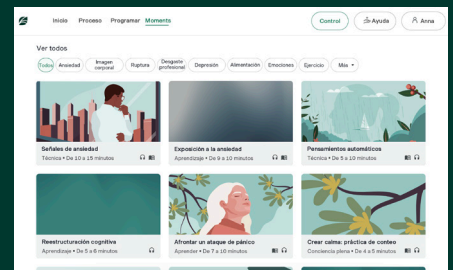 Inicio Proceso Programar Moments Control Ayuda Anna
Ver todos
Todos Ansiedad Imagen corporal Ruptura Desgaste profesional Depresión Alimentación Emociones Ejercicio Más
Señales de ansiedad
Técnica • De 10 a 15 minutos
Exposición a la ansiedad
Aprendizaje • De 9 a 10 minutos
Pensamientos automáticos
Técnica • De 5 a 10 minutos
Reestructuración cognitiva
Aprendizaje • De 5 a 6 minutos
Afrontar un ataque de pánico
Aprender • De 7 a 10 minutos
Crear calma: práctica de conteo
Conciencia plena • De 4 a 5 minutos